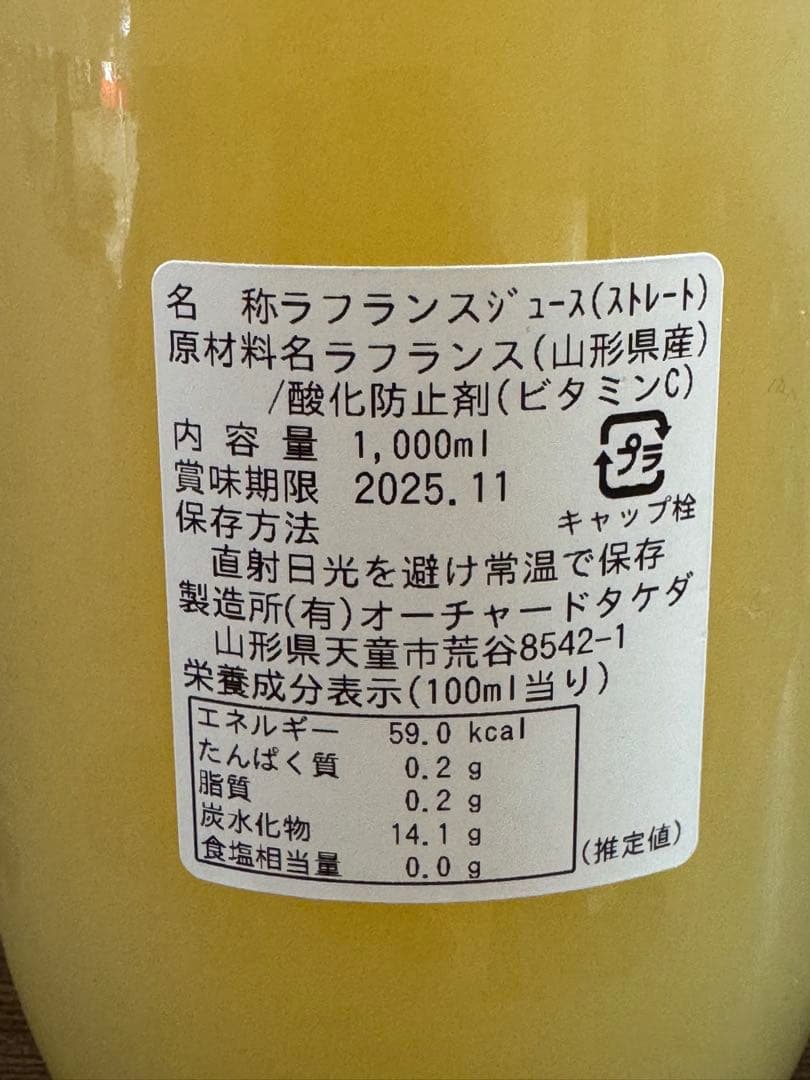 名 称ラフランスジュース(ストレート)
原材料名ラフランス(山形県産)
/酸化防止剤(ビタミンC)
内容量 1,000ml
プラ
賞味期限 2025.11
キャップ栓
保存方法
直射日光を避け常温で保存
製造所(有)オーチャードタケダ
山形県天童市荒谷8542-1
栄養成分表示(100ml当り)
エネルギー 59.0 kcal
たんぱく質 0.2 g
脂質 0.2 g
炭水化物 14.1 g
食塩相当量 0.0 g
(推定値)